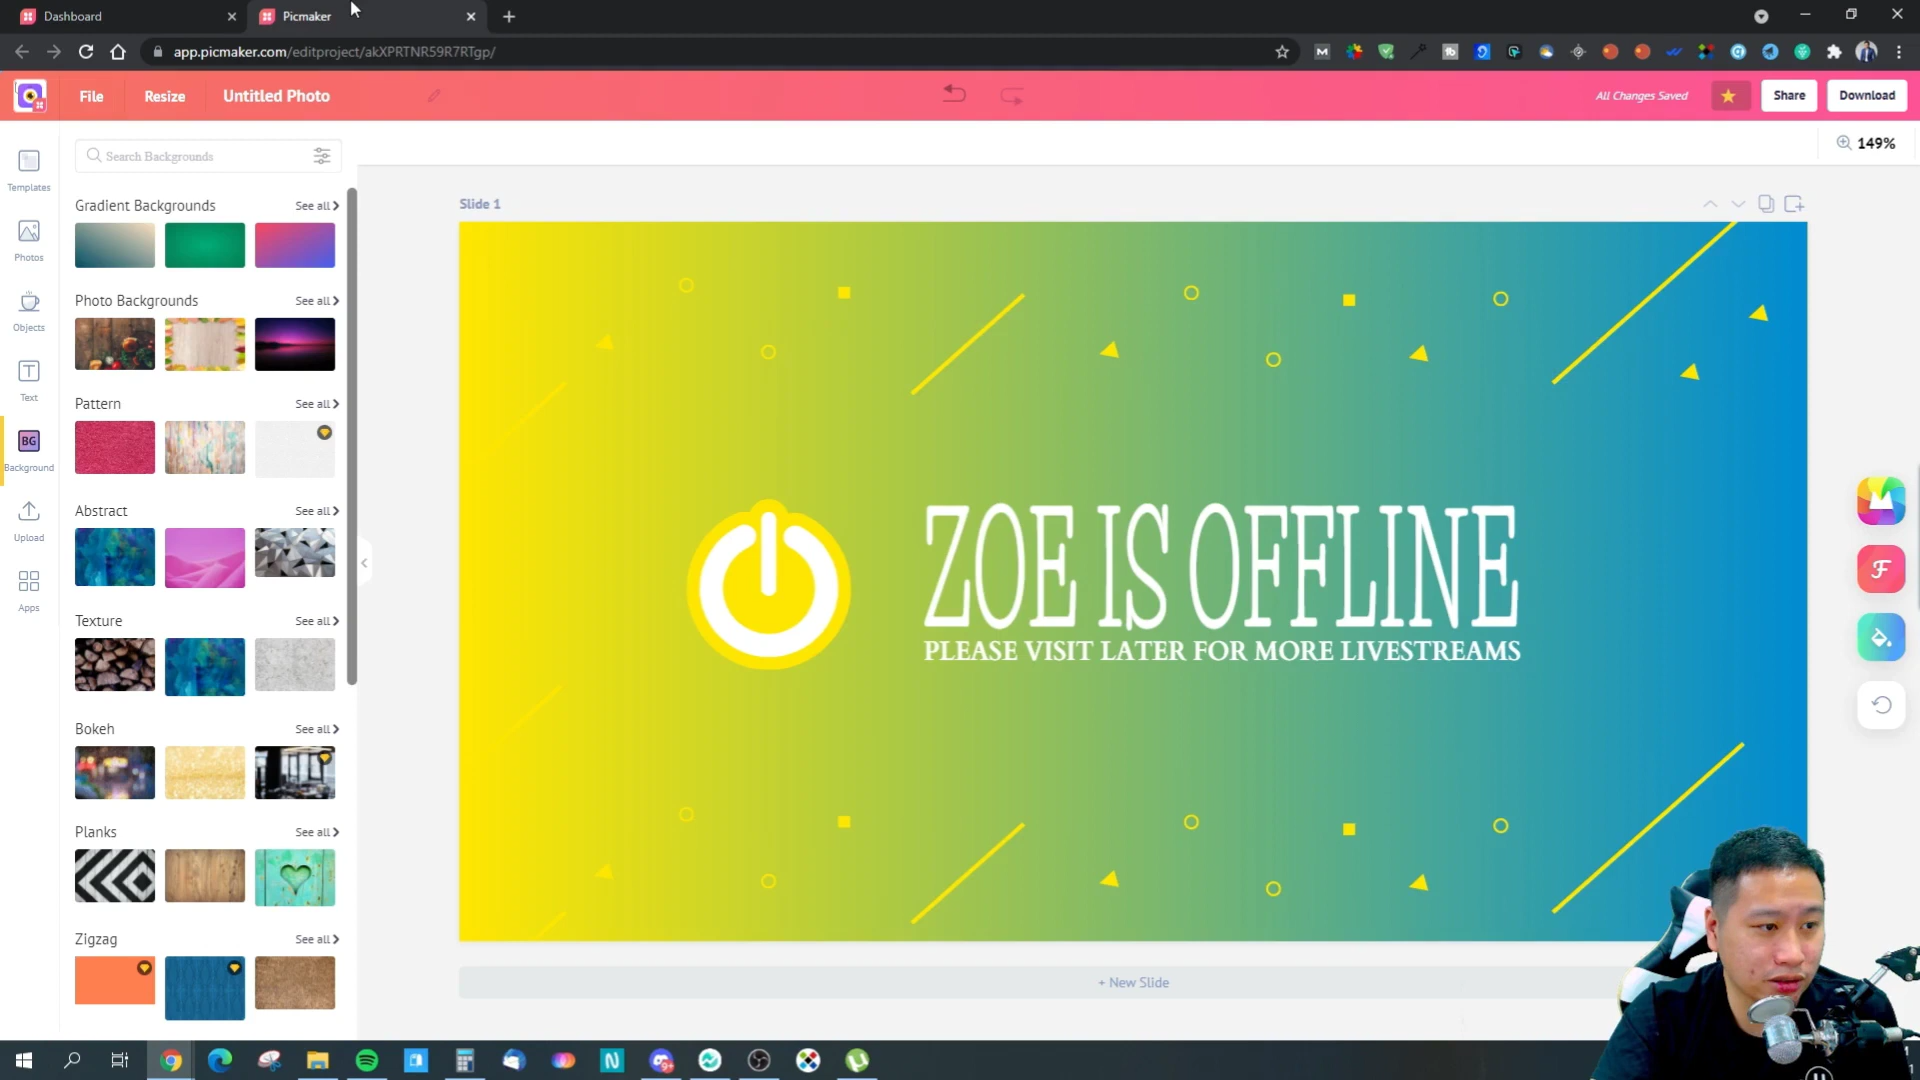 Dashboard
Picmaker
app.picmaker.com/editproject/akXPRTNR59R7RTgp/
File
Resize
Untitled Photo
All Changes Saved
Share
Download
149%
Search Backgrounds
Templates
Photos
Objects
Text
BG
Background
Upload
Apps
Gradient Backgrounds
See all
Photo Backgrounds
See all
Pattern
See all
Abstract
See all
Texture
See all
Bokeh
See all
Planks
See all
Zigzag
See all
Slide 1
ZOE IS OFFLINE
PLEASE VISIT LATER FOR MORE LIVESTREAMS
+ New Slide